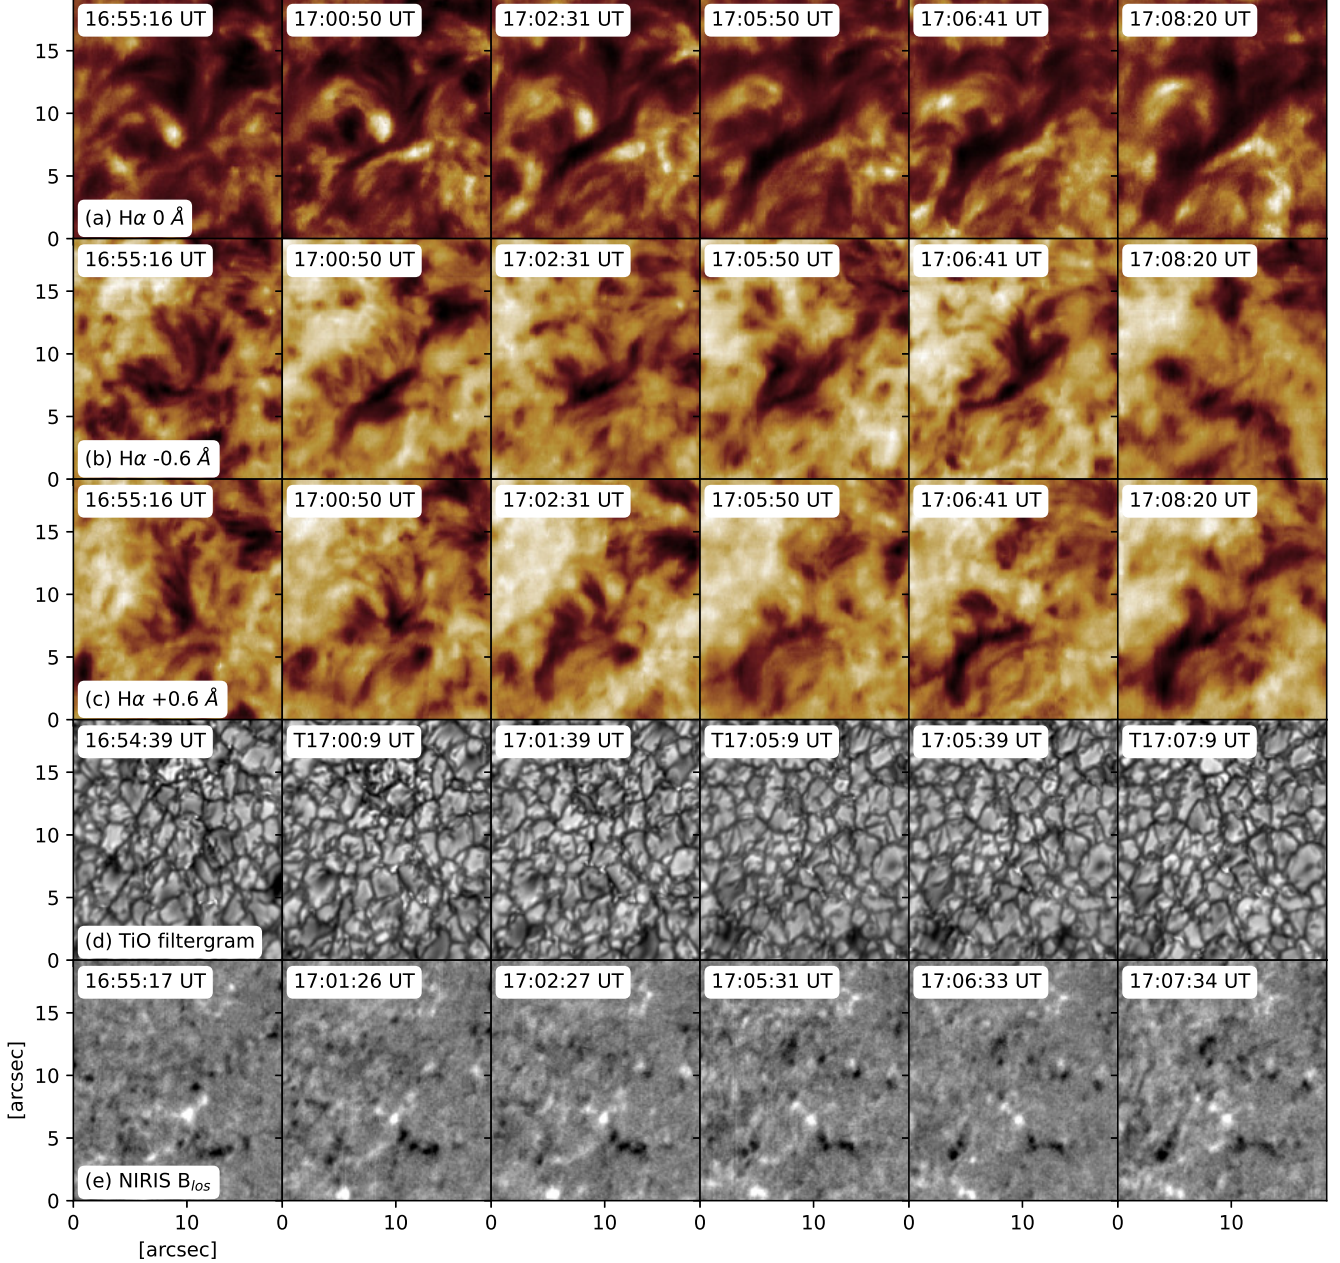 16:55:16 UT 17:00:50 UT 17:02:31 UT 17:05:50 UT 17:06:41 UT 17:08:20 UT
15
10
5
(a) Hα 0 Å
0
16:55:16 UT 17:00:50 UT 17:02:31 UT 17:05:50 UT 17:06:41 UT 17:08:20 UT
15
10
5
(b) Hα -0.6 Å
0
16:55:16 UT 17:00:50 UT 17:02:31 UT 17:05:50 UT 17:06:41 UT 17:08:20 UT
15
10
5
(c) Hα +0.6 Å
0
16:54:39 UT T17:00:9 UT 17:01:39 UT T17:05:9 UT 17:05:39 UT T17:07:9 UT
15
10
5
(d) TiO filtergram
0
16:55:17 UT 17:01:26 UT 17:02:27 UT 17:05:31 UT 17:06:33 UT 17:07:34 UT
15
10
5
(e) NIRIS B_los
0
[arcsec]
0 10 0 10 0 10 0 10 0 10 0 10
[arcsec]